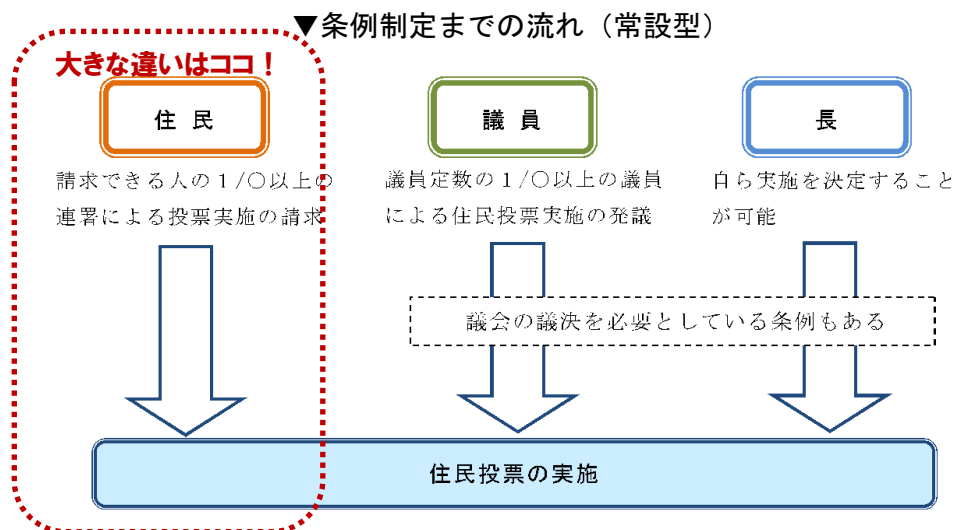 ▼条例制定までの流れ（常設型）
大きな違いはココ！
住 民
議 員
長
請求できる人の１/○以上の
連署による投票実施の請求
議員定数の１/○以上の議員
による住民投票実施の発議
自ら実施を決定すること
が可能
議会の議決を必要としている条例もある
住民投票の実施